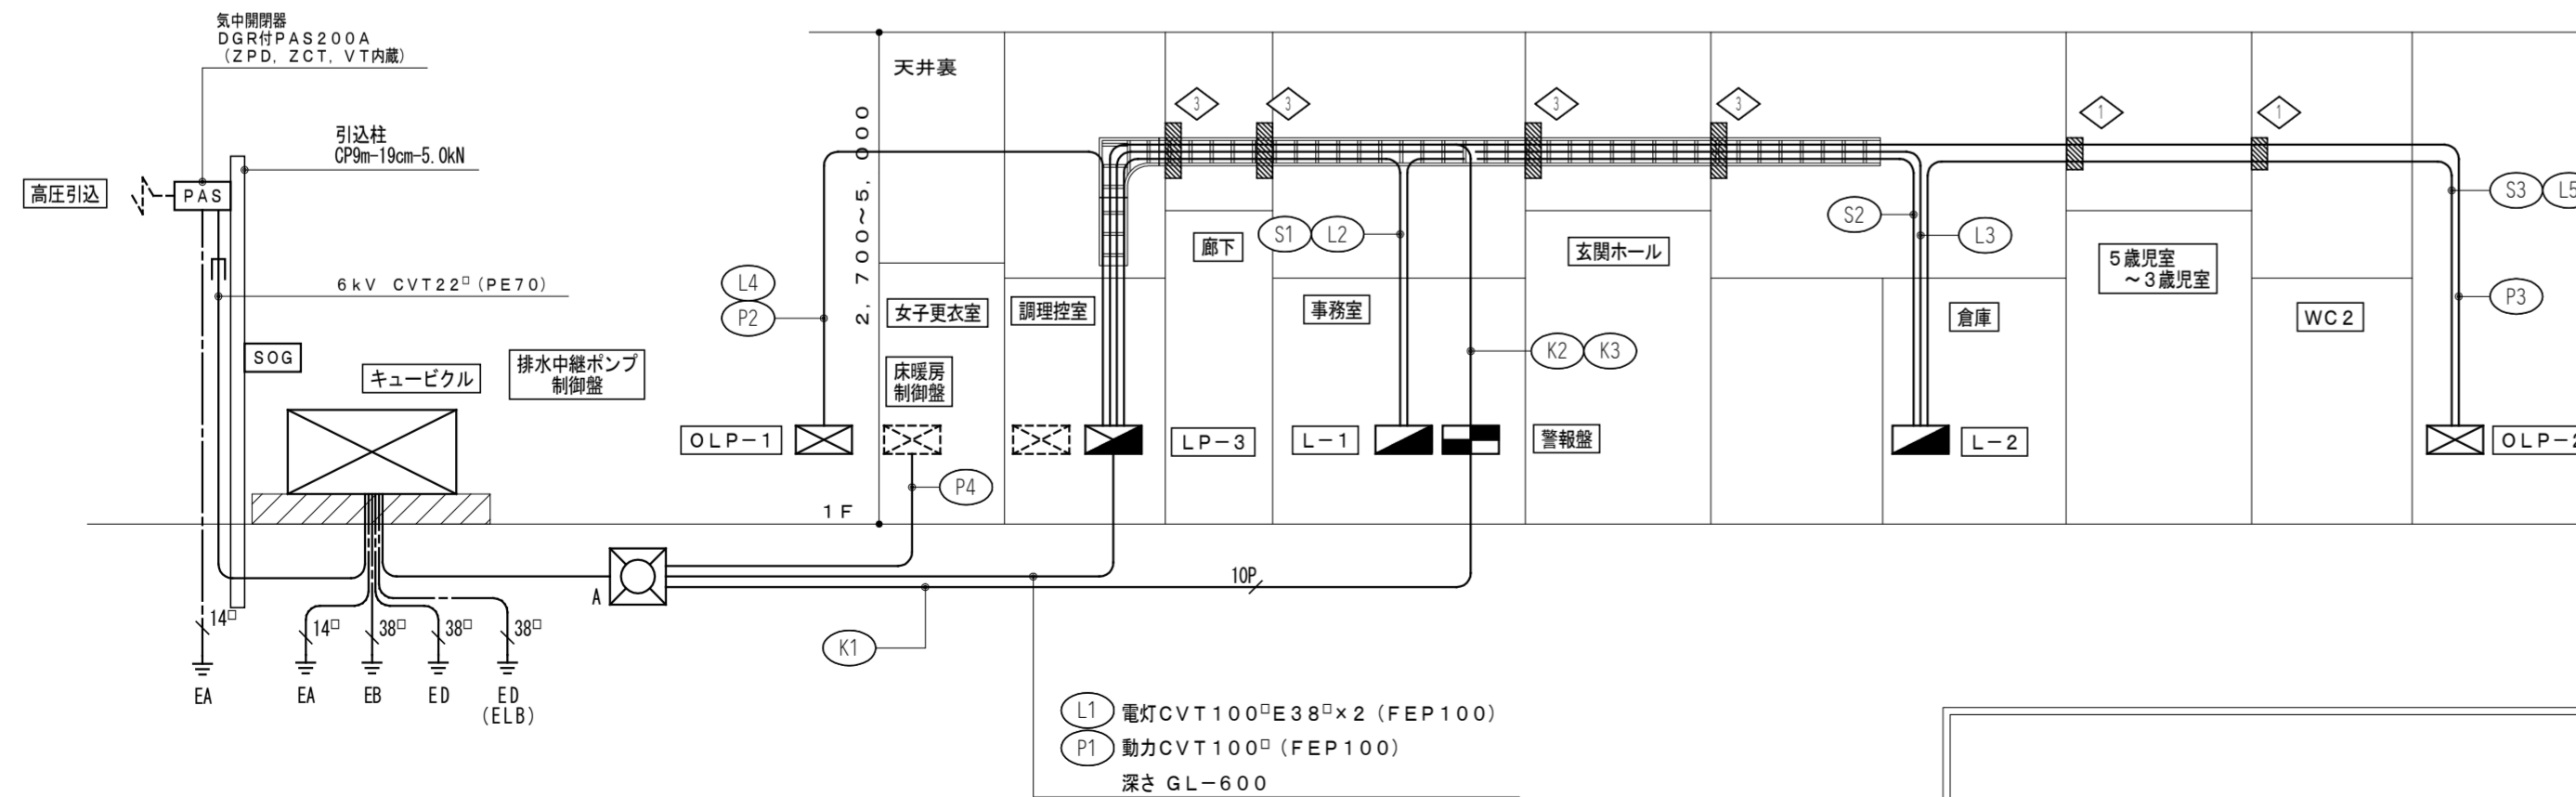 気中開閉器
DGR付PAS200A
(ZPD, ZCT, VT内蔵)
引込柱
CP9m-19cm-5.0kN
高圧引込
PAS
6kV CVT22□(PE70)
SOG
キュービクル
排水中継ポンプ
制御盤
14□
14□
38□
38□
38□
EA
EA
EB
ED
ED
(ELB)
A
天井裏
2,700~5,000
1F
L4
P2
OLP-1
女子更衣室
床暖房
制御盤
P4
調理控室
LP-3
3
3
3
3
1
1
廊下
S1
L2
事務室
L-1
K2
K3
警報盤
玄関ホール
S2
L3
倉庫
L-2
5歳児室
~3歳児室
WC2
S3
L5
P3
OLP-2
10P
K1
L1 電灯CVT100□E38□×2(FEP100)
P1 動力CVT100□(FEP100)
深さ GL-600